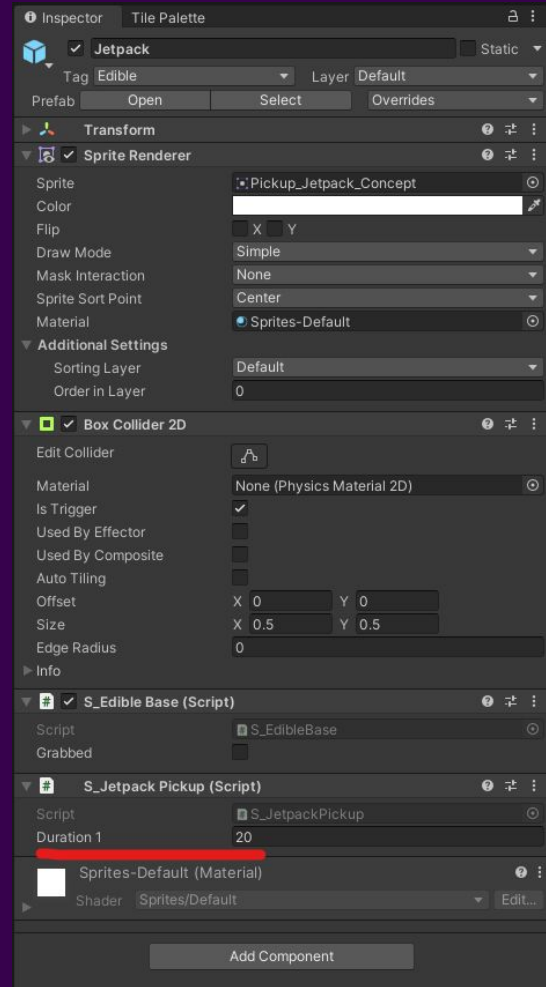 Inspector Tile Palette
Jetpack Static
Tag Edible Layer Default
Prefab Open Select Overrides
Transform
Sprite Renderer
Sprite Pickup_Jetpack_Concept
Color
Flip X Y
Draw Mode Simple
Mask Interaction None
Sprite Sort Point Center
Material Sprites-Default
Additional Settings
Sorting Layer Default
Order in Layer 0
Box Collider 2D
Edit Collider
Material None (Physics Material 2D)
Is Trigger
Used By Effector
Used By Composite
Auto Tiling
Offset X 0 Y 0
Size X 0.5 Y 0.5
Edge Radius 0
Info
# S_Edible Base (Script)
Script S_EdibleBase
Grabbed
# S_Jetpack Pickup (Script)
Script S_JetpackPickup
Duration 1 20
Sprites-Default (Material)
Shader Sprites/Default Edit...
Add Component